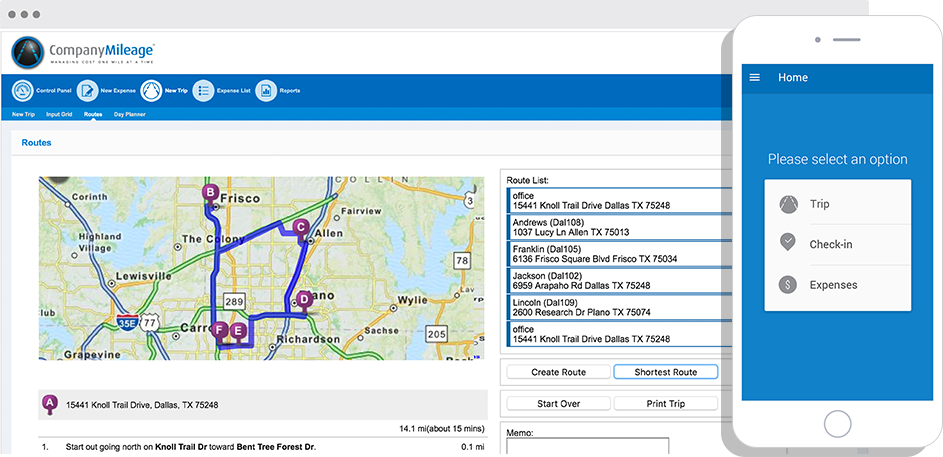 CompanyMileage
MANAGING COST ONE MILE AT A TIME
Control Panel
New Expense
New Trip
Expense List
Reports
New Trip
Input Grid
Routes
Day Planner
Routes
COLLIN
Corinth
B
Frisco
Fairview
Highland
Village
The Colony
C
Allen
Lewisville
78
D
ano
289
Wylie
Lav
lub
35E
77
Carro
F
E
Sachse
205
Richardson
Grapevine
Route List:
office
15441 Knoll Trail Drive Dallas TX 75248
Andrews (Dal108)
1037 Lucy Ln Allen TX 75013
Franklin (Dal105)
6136 Frisco Square Blvd Frisco TX 75034
Jackson (Dal102)
6959 Arapaho Rd Dallas TX 75248
Lincoln (Dal109)
2600 Research Dr Plano TX 75074
office
15441 Knoll Trail Drive Dallas TX 75248
Create Route
Shortest Route
Start Over
Print Trip
Memo:
A
15441 Knoll Trail Drive, Dallas, TX 75248
14.1 mi(about 15 mins)
1. Start out going north on Knoll Trail Dr toward Bent Tree Forest Dr. 0.1 mi
Home
Please select an option
Trip
Check-in
$
Expenses